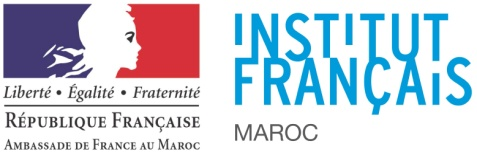 Liberté • Égalité • Fraternité
RÉPUBLIQUE FRANÇAISE
AMBASSADE DE FRANCE AU MAROC
INSTITUT
FRANÇAIS
MAROC